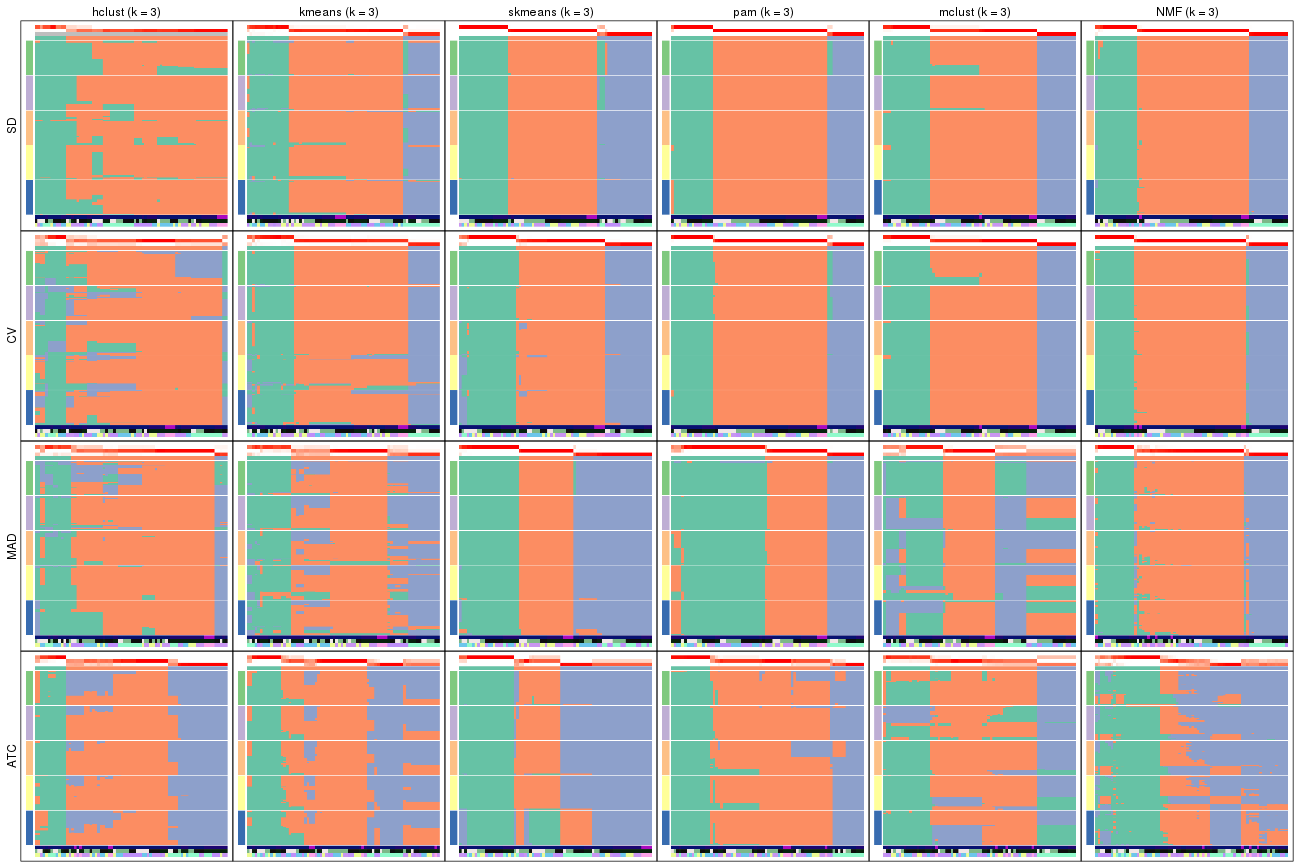 hclust (k = 3) kmeans (k = 3) skmeans (k = 3) pam (k = 3) mclust (k = 3) NMF (k = 3)
SD
CV
MAD
ATC